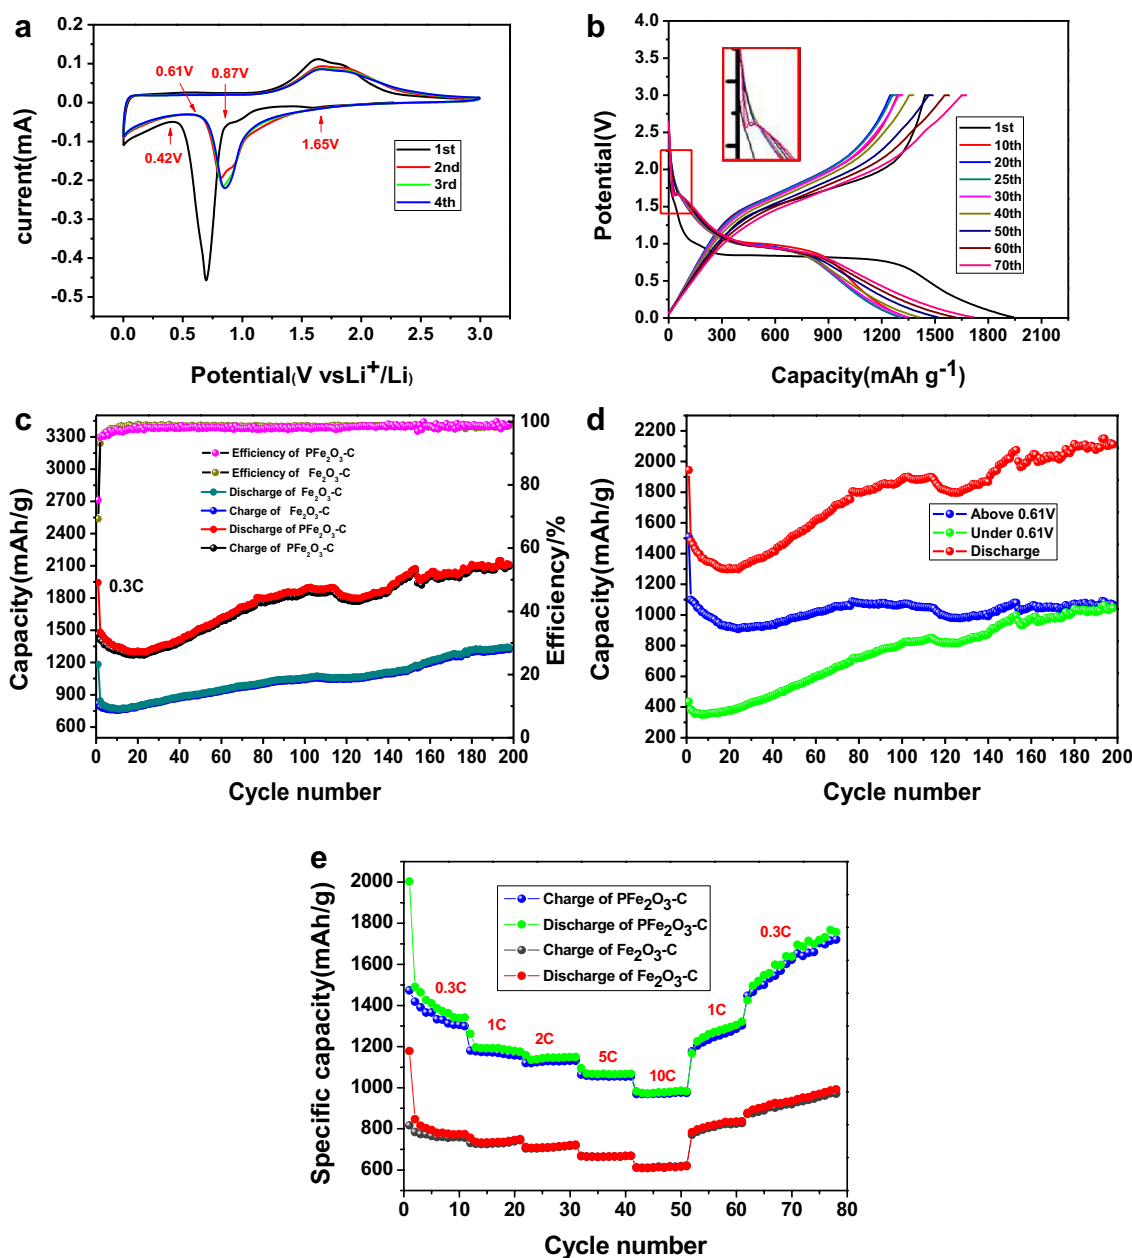 a
0.2
0.1
0.0
-0.1
-0.2
-0.3
-0.4
-0.5
current(mA)
0.61V
0.87V
0.42V
1.65V
1st
2nd
3rd
4th
0.0 0.5 1.0 1.5 2.0 2.5 3.0
Potential(V vsLi⁺/Li)
b
4.0
3.5
3.0
2.5
2.0
1.5
1.0
0.5
0.0
Potential(V)
1st
10th
20th
25th
30th
40th
50th
60th
70th
0 300 600 900 1200 1500 1800 2100
Capacity(mAh g⁻¹)
c
3300
3000
2700
2400
2100
1800
1500
1200
900
600
Capacity(mAh/g)
Efficiency of PFe₂O₃-C
Efficiency of Fe₂O₃-C
Discharge of Fe₂O₃-C
Charge of Fe₂O₃-C
Discharge of PFe₂O₃-C
Charge of PFe₂O₃-C
0.3C
100
80
60
40
20
0
Efficiency/%
0 20 40 60 80 100 120 140 160 180 200
Cycle number
d
2200
2000
1800
1600
1400
1200
1000
800
600
400
200
Capacity(mAh/g)
Above 0.61V
Under 0.61V
Discharge
0 20 40 60 80 100 120 140 160 180 200
Cycle number
e
2000
1800
1600
1400
1200
1000
800
600
Specific capacity(mAh/g)
Charge of PFe₂O₃-C
Discharge of PFe₂O₃-C
Charge of Fe₂O₃-C
Discharge of Fe₂O₃-C
0.3C
1C
2C
5C
10C
1C
0.3C
0 10 20 30 40 50 60 70 80
Cycle number